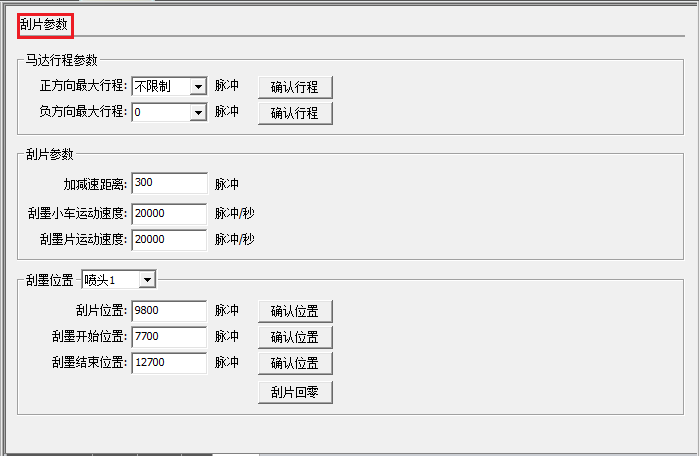 刮片参数
马达行程参数
正方向最大行程: 不限制 脉冲 确认行程
负方向最大行程: 0 脉冲 确认行程
刮片参数
加减速距离: 300 脉冲
刮墨小车运动速度: 20000 脉冲/秒
刮墨片运动速度: 20000 脉冲/秒
刮墨位置 喷头1
刮片位置: 9800 脉冲 确认位置
刮墨开始位置: 7700 脉冲 确认位置
刮墨结束位置: 12700 脉冲 确认位置
刮片回零